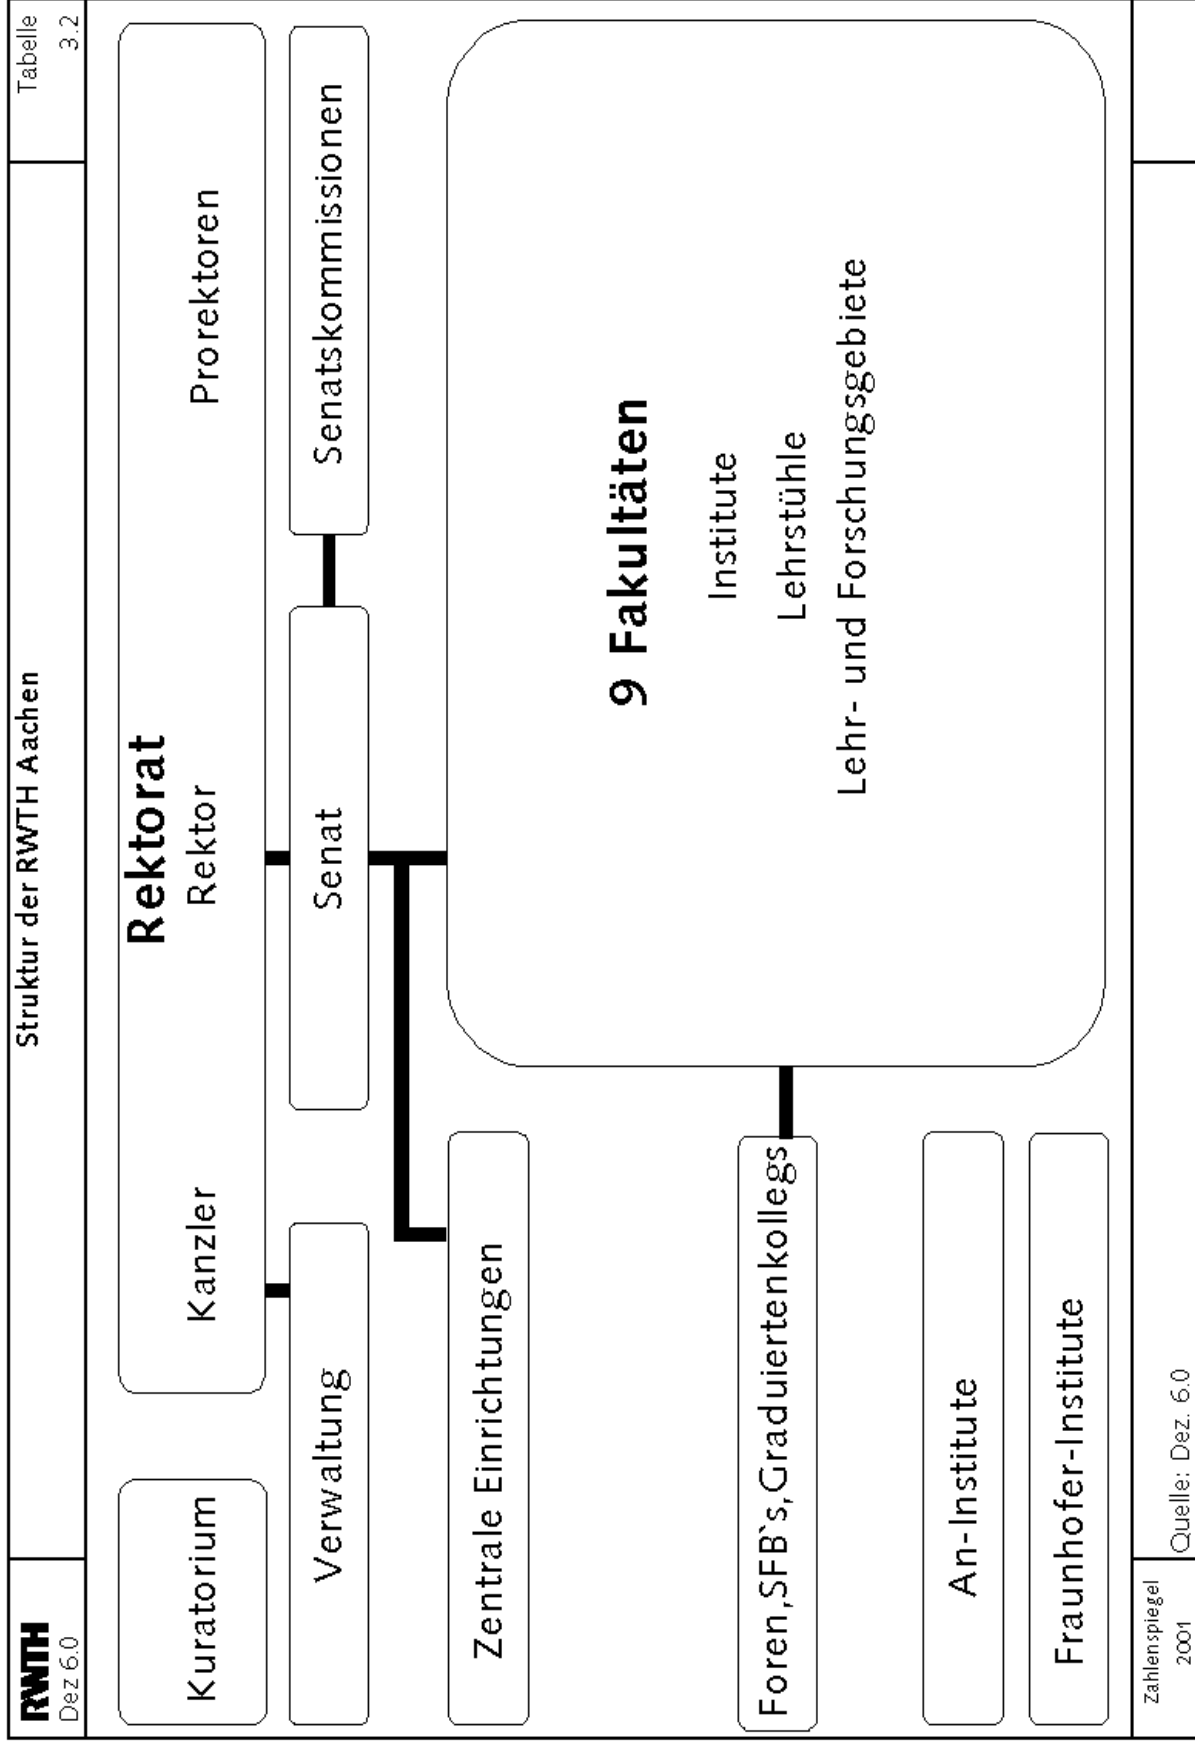 RWTH
Dez 6.0
Struktur der RWTH Aachen
Tabelle
3.2
Kuratorium
Rektorat
Kanzler
Rektor
Prorektoren
Verwaltung
Senat
Senatskommissionen
Zentrale Einrichtungen
9 Fakultäten
Institute
Lehrstühle
Lehr- und Forschungsgebiete
Foren,SFB`s,Graduiertenkollegs
An-Institute
Fraunhofer-Institute
Zahlenspiegel
2001
Quelle: Dez. 6.0